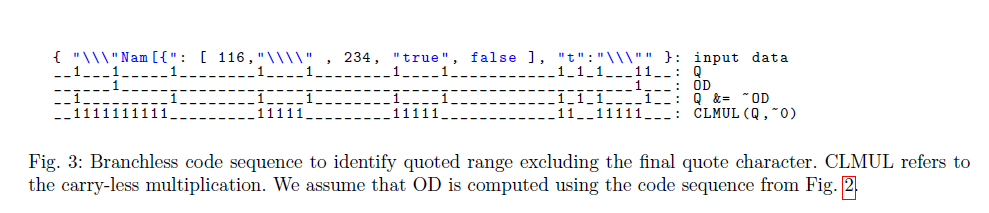 { "\\\"Nam[{": [ 116,"\\\\" , 234, "true", false ], "t":"\\\"" }: input data
__1___1_____1________1____1________1____1___________1_1_1___11__: Q
______1_____________________________________________________1___: OD
__1_________1________1____1________1____1___________1_1_1____1__: Q &= ~OD
__1111111111_________11111_________11111____________11__11111___: CLMUL(Q,~0)
Fig. 3: Branchless code sequence to identify quoted range excluding the final quote character. CLMUL refers to
the carry-less multiplication. We assume that OD is computed using the code sequence from Fig. 2.